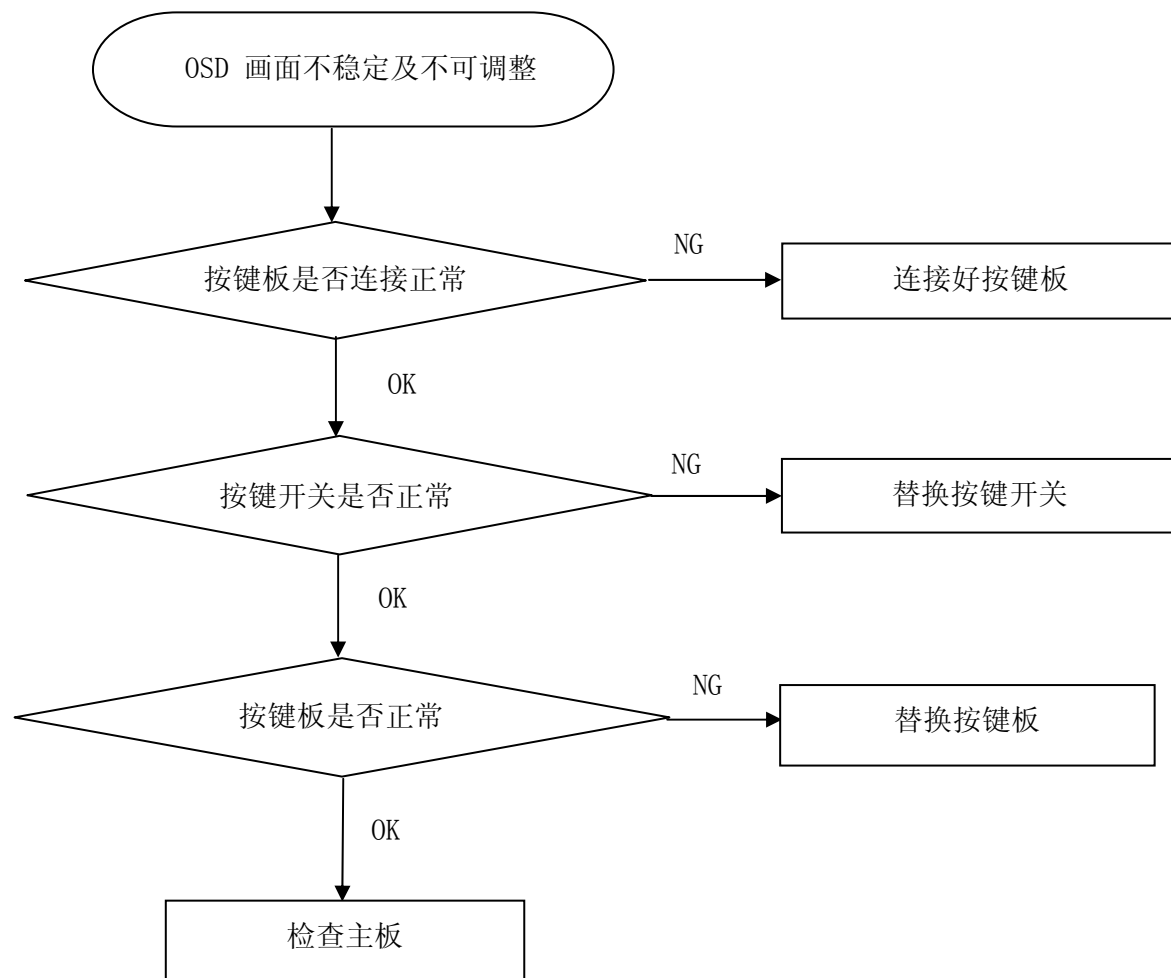 OSD 画面不稳定及不可调整
按键板是否连接正常
NG
连接好按键板
OK
按键开关是否正常
NG
替换按键开关
OK
按键板是否正常
NG
替换按键板
OK
检查主板